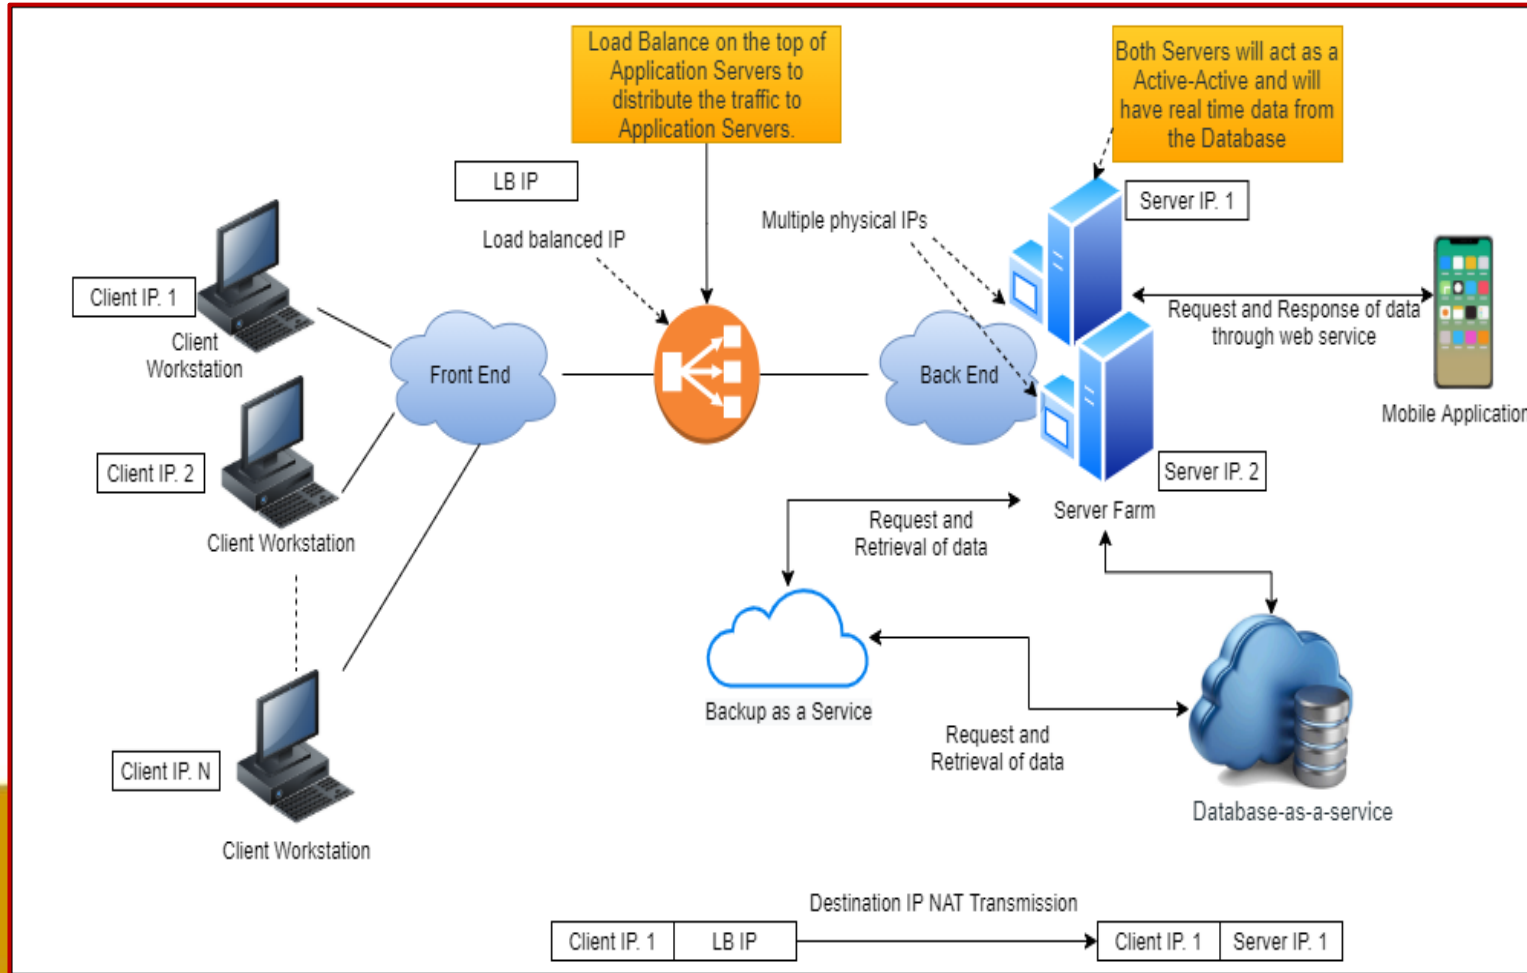 Load Balance on the top of
Application Servers to
distribute the traffic to
Application Servers.
Both Servers will act as a
Active-Active and will
have real time data from
the Database
LB IP
Load balanced IP
Multiple physical IPs
Server IP. 1
Client IP. 1
Client
Workstation
Front End
Back End
Request and Response of data
through web service
Mobile Application
Client IP. 2
Client Workstation
Server IP. 2
Server Farm
Request and
Retrieval of data
Backup as a Service
Request and
Retrieval of data
Database-as-a-service
Client IP. N
Client Workstation
Destination IP NAT Transmission
Client IP. 1
LB IP
Client IP. 1
Server IP. 1